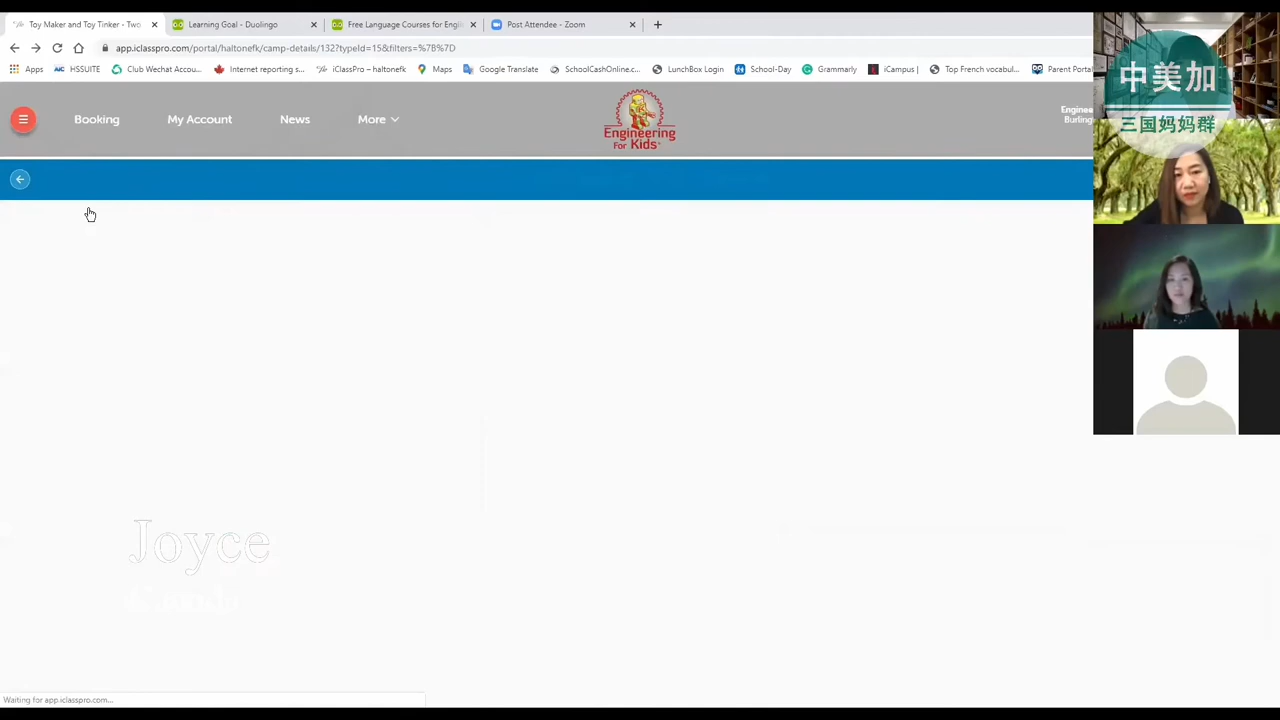 Toy Maker and Toy Tinker - Two
Learning Goal - Duolingo
Free Language Courses for Engli
Post Attendee - Zoom
app.iclasspro.com/portal/haltonefk/camp-details/132?typeId=15&filters=%7B%7D
Apps
HSSUITE
Club Wechat Accou...
Internet reporting s...
iClassPro – haltonefk
Maps
Google Translate
SchoolCashOnline.c...
LunchBox Login
School-Day
Grammarly
iCampus |
Top French vocabul...
Parent Portal
Booking
My Account
News
More
Engineering
For Kids
Engine
Burling
中美加
三国妈妈群
Joyce
Waiting for app.iclasspro.com...